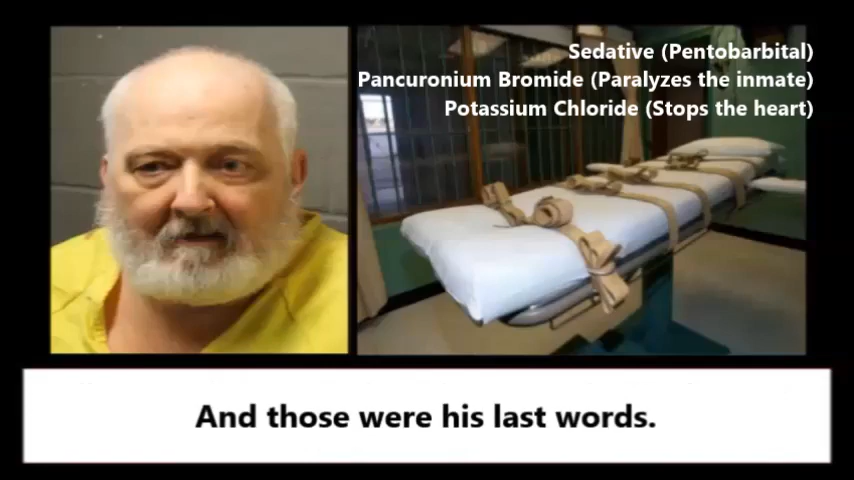 Sedative (Pentobarbital)
Pancuronium Bromide (Paralyzes the inmate)
Potassium Chloride (Stops the heart)
And those were his last words.